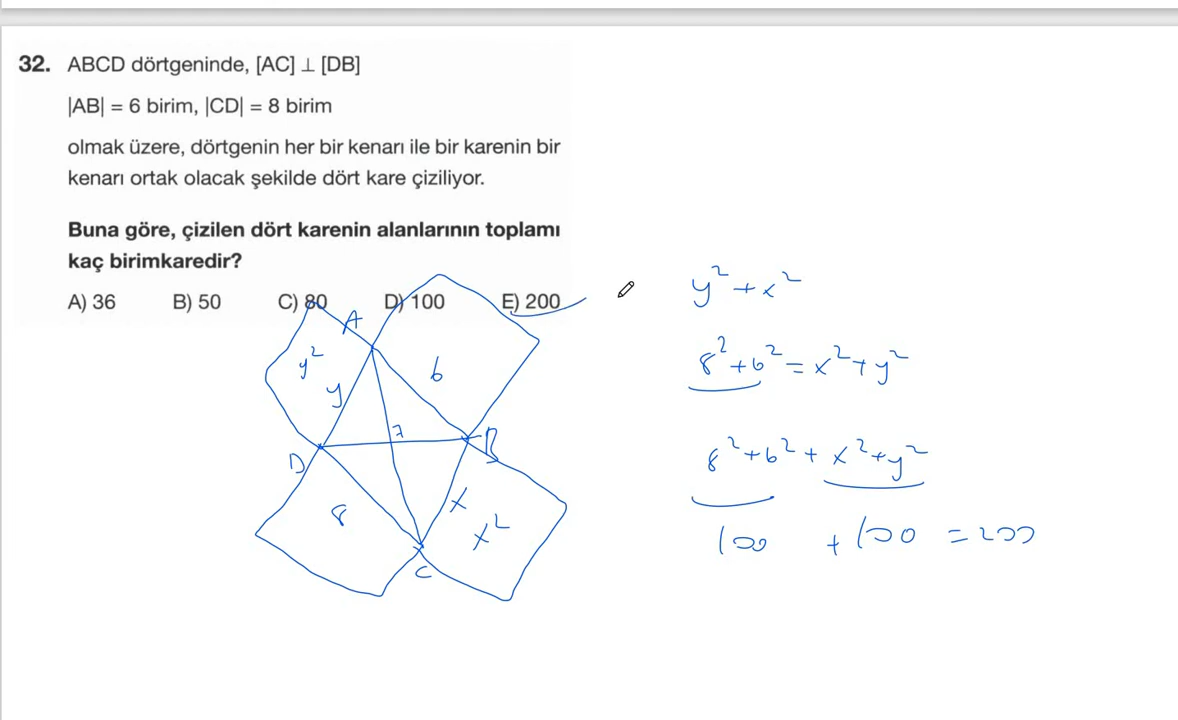 32. ABCD dörtgeninde, [AC] ⊥ [DB]
|AB| = 6 birim, |CD| = 8 birim
olmak üzere, dörtgenin her bir kenarı ile bir karenin bir
kenarı ortak olacak şekilde dört kare çiziliyor.
Buna göre, çizilen dört karenin alanlarının toplamı
kaç birimkaredir?
A) 36 B) 50 C) 80 D) 100 E) 200
A
y²
y
6
B
D
8
x
x²
C
y² + x²
8² + 6² = x² + y²
8² + 6² + x² + y²
100 + 100 = 200